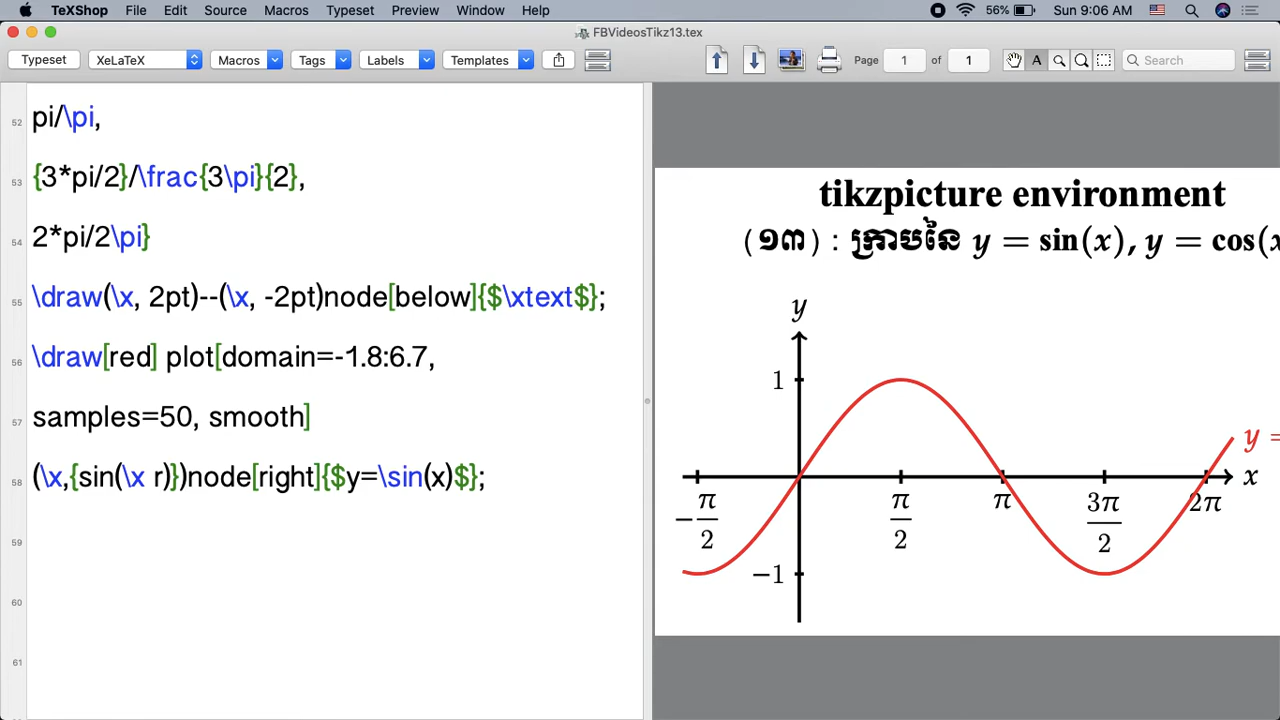 TeXShop File Edit Source Macros Typeset Preview Window Help 56% Sun 9:06 AM
FBVideosTikz13.tex
Typeset XeLaTeX Macros Tags Labels Templates Page 1 of 1 Search
52 pi/\pi,
53 {3*pi/2}/\frac{3\pi}{2},
54 2*pi/2\pi}
55 \draw(\x, 2pt)--(\x, -2pt)node[below]{$\xtext$};
56 \draw[red] plot[domain=-1.8:6.7,
57 samples=50, smooth]
58 (\x,{sin(\x r)})node[right]{$y=\sin(x)$};
59
60
61
tikzpicture environment
(១៣) : ក្រាបនៃ y = sin(x), y = cos(x
y
1
y =
x
−π/2 π/2 π 3π/2 2π
−1